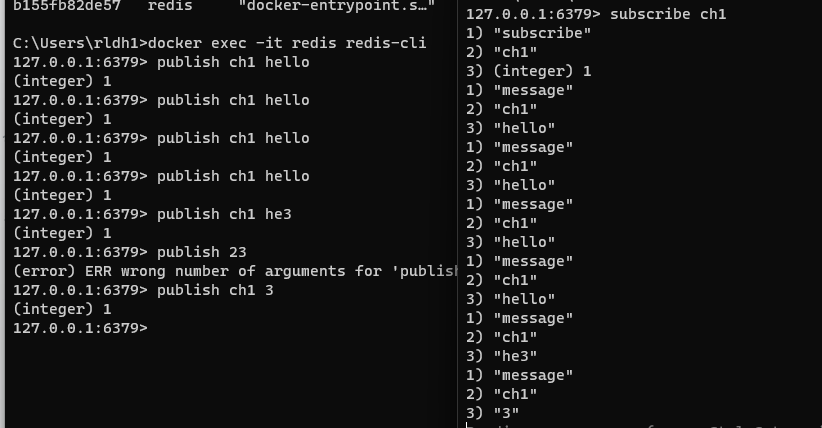 b155fb82de57   redis     "docker-entrypoint.s…"
C:\Users\rldh1>docker exec -it redis redis-cli
127.0.0.1:6379> publish ch1 hello
(integer) 1
127.0.0.1:6379> publish ch1 hello
(integer) 1
127.0.0.1:6379> publish ch1 hello
(integer) 1
127.0.0.1:6379> publish ch1 hello
(integer) 1
127.0.0.1:6379> publish ch1 he3
(integer) 1
127.0.0.1:6379> publish 23
(error) ERR wrong number of arguments for 'publish
127.0.0.1:6379> publish ch1 3
(integer) 1
127.0.0.1:6379>
127.0.0.1:6379> subscribe ch1
1) "subscribe"
2) "ch1"
3) (integer) 1
1) "message"
2) "ch1"
3) "hello"
1) "message"
2) "ch1"
3) "hello"
1) "message"
2) "ch1"
3) "hello"
1) "message"
2) "ch1"
3) "hello"
1) "message"
2) "ch1"
3) "he3"
1) "message"
2) "ch1"
3) "3"